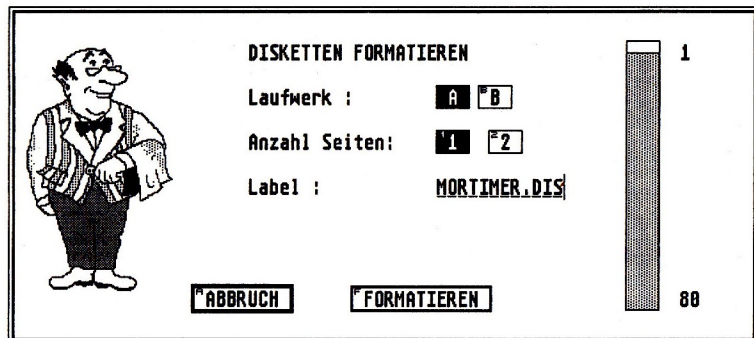 DISKETTEN FORMATIEREN 1
Laufwerk : A B
Anzahl Seiten: 1 2
Label : MORTIMER.DIS
ABBRUCH FORMATIEREN 80